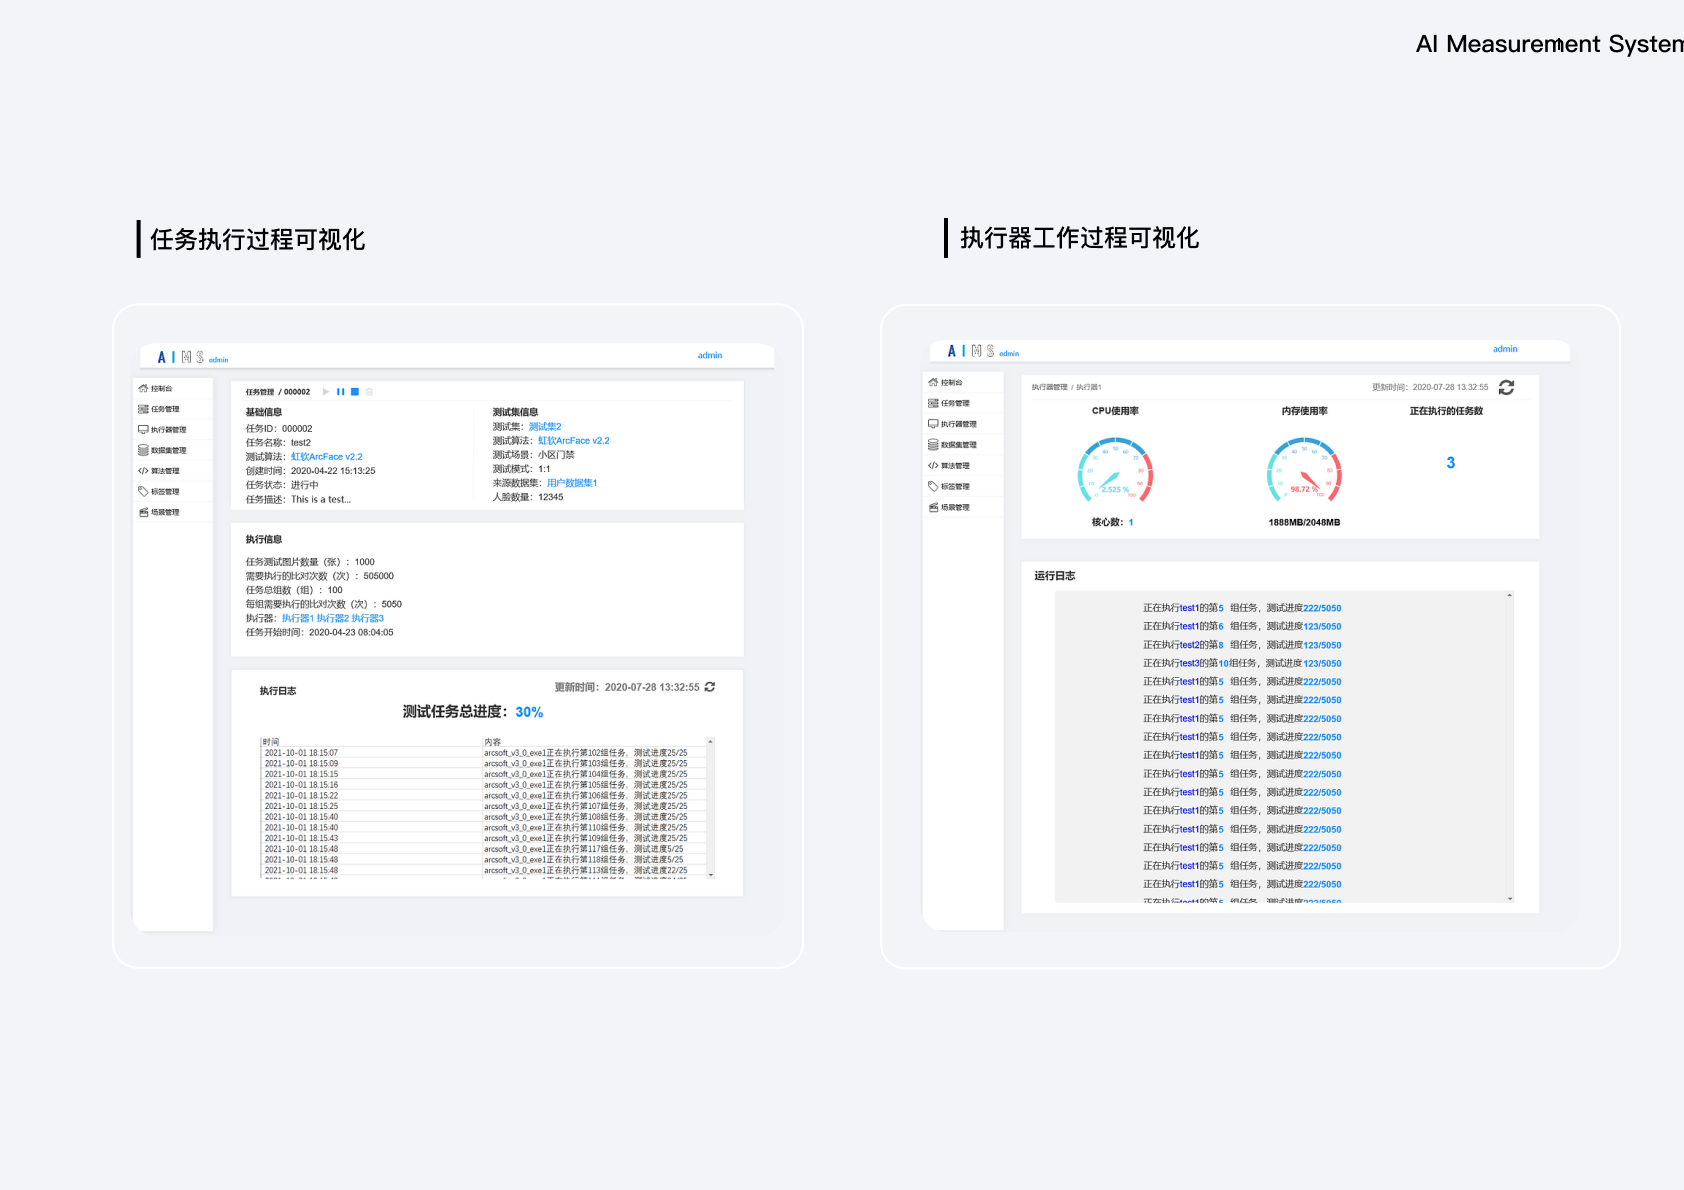 AI Measurement System
任务执行过程可视化
AIMS admin
admin
控制台
任务管理
执行器管理
数据集管理
算法管理
标签管理
场景管理
任务管理 / 000002
基础信息
任务ID：000002
任务名称：test2
测试算法：虹软ArcFace v2.2
创建时间：2020-04-22 15:13:25
任务状态：进行中
任务描述：This is a test...
测试集信息
测试集：测试集2
测试算法：虹软ArcFace v2.2
测试场景：小区门禁
测试模式：1:1
来源数据集：用户数据集1
人脸数量：12345
执行信息
任务测试图片数量（张）：1000
需要执行的比对次数（次）：505000
任务总组数（组）：100
每组需要执行的比对次数（次）：5050
执行器：执行器1 执行器2 执行器3
任务开始时间：2020-04-23 08:04:05
执行日志
更新时间：2020-07-28 13:32:55
测试任务总进度：30%
时间 内容
2021-10-01 18:15:07 arcsoft_v3_0_exe1正在执行第102组任务，测试进度25/25
2021-10-01 18:15:09 arcsoft_v3_0_exe1正在执行第103组任务，测试进度25/25
2021-10-01 18:15:15 arcsoft_v3_0_exe1正在执行第104组任务，测试进度25/25
2021-10-01 18:15:16 arcsoft_v3_0_exe1正在执行第105组任务，测试进度25/25
2021-10-01 18:15:22 arcsoft_v3_0_exe1正在执行第106组任务，测试进度25/25
2021-10-01 18:15:25 arcsoft_v3_0_exe1正在执行第107组任务，测试进度25/25
2021-10-01 18:15:40 arcsoft_v3_0_exe1正在执行第108组任务，测试进度25/25
2021-10-01 18:15:40 arcsoft_v3_0_exe1正在执行第110组任务，测试进度25/25
2021-10-01 18:15:43 arcsoft_v3_0_exe1正在执行第109组任务，测试进度25/25
2021-10-01 18:15:48 arcsoft_v3_0_exe1正在执行第117组任务，测试进度5/25
2021-10-01 18:15:48 arcsoft_v3_0_exe1正在执行第118组任务，测试进度5/25
2021-10-01 18:15:48 arcsoft_v3_0_exe1正在执行第113组任务，测试进度22/25
执行器工作过程可视化
AIMS admin
admin
控制台
任务管理
执行器管理
数据集管理
算法管理
标签管理
场景管理
执行器管理 / 执行器1
更新时间：2020-07-28 13:32:55
CPU使用率
2.525 %
核心数：1
内存使用率
98.72 %
1888MB/2048MB
正在执行的任务数
3
运行日志
正在执行test1的第5 组任务，测试进度222/5050
正在执行test1的第6 组任务，测试进度123/5050
正在执行test2的第8 组任务，测试进度123/5050
正在执行test3的第10组任务，测试进度123/5050
正在执行test1的第5 组任务，测试进度222/5050
正在执行test1的第5 组任务，测试进度222/5050
正在执行test1的第5 组任务，测试进度222/5050
正在执行test1的第5 组任务，测试进度222/5050
正在执行test1的第5 组任务，测试进度222/5050
正在执行test1的第5 组任务，测试进度222/5050
正在执行test1的第5 组任务，测试进度222/5050
正在执行test1的第5 组任务，测试进度222/5050
正在执行test1的第5 组任务，测试进度222/5050
正在执行test1的第5 组任务，测试进度222/5050
正在执行test1的第5 组任务，测试进度222/5050
正在执行test1的第5 组任务，测试进度222/5050
正在执行test1的第5 组任务，测试进度222/5050